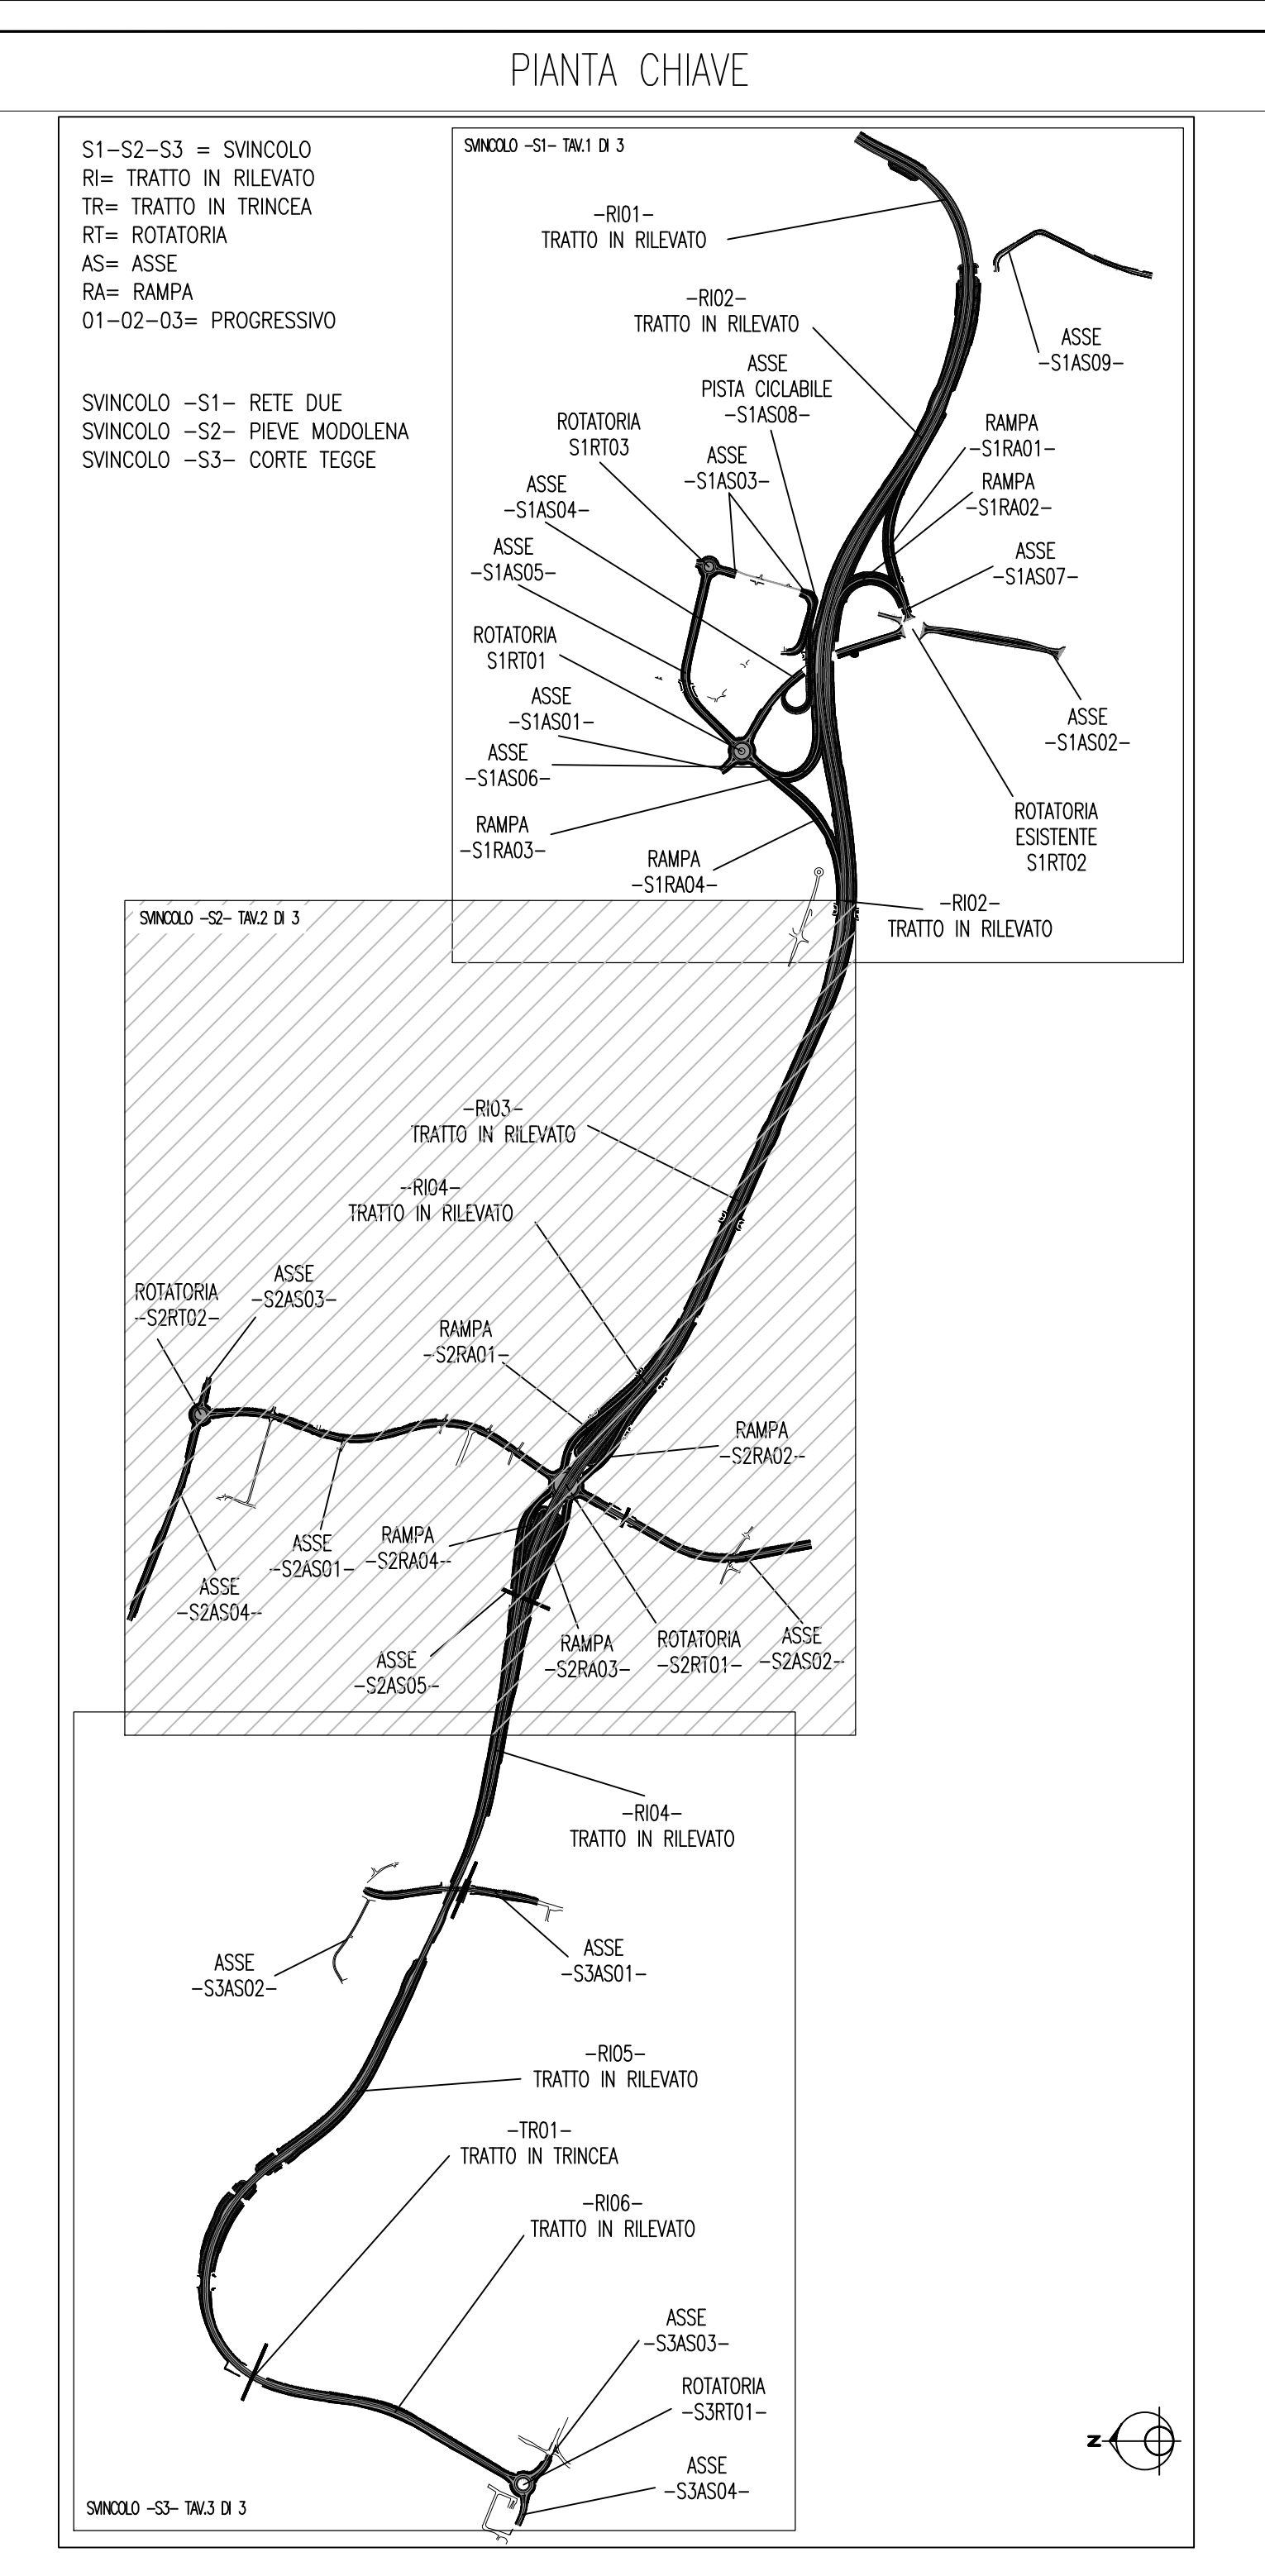 PIANTA CHIAVE
S1-S2-S3 = SVINCOLO
RI= TRATTO IN RILEVATO
TR= TRATTO IN TRINCEA
RT= ROTATORIA
AS= ASSE
RA= RAMPA
01-02-03= PROGRESSIVO
SVINCOLO -S1- RETE DUE
SVINCOLO -S2- PIEVE MODOLENA
SVINCOLO -S3- CORTE TEGGE
SVINCOLO -S1- TAV.1 DI 3
-RI01-
TRATTO IN RILEVATO
-RI02-
TRATTO IN RILEVATO
ASSE
-S1AS09-
ASSE
PISTA CICLABILE
-S1AS08-
ROTATORIA
S1RT03
ASSE
-S1AS03-
RAMPA
-S1RA01-
RAMPA
-S1RA02-
ASSE
-S1AS04-
ASSE
-S1AS05-
ASSE
-S1AS07-
ROTATORIA
S1RT01
ASSE
-S1AS01-
ASSE
-S1AS06-
ASSE
-S1AS02-
RAMPA
-S1RA03-
RAMPA
-S1RA04-
ROTATORIA
ESISTENTE
S1RT02
-RI02-
TRATTO IN RILEVATO
SVINCOLO -S2- TAV.2 DI 3
-RI03-
TRATTO IN RILEVATO
-RI04-
TRATTO IN RILEVATO
ASSE
-S2AS03-
ROTATORIA
-S2RT02-
RAMPA
-S2RA01-
RAMPA
-S2RA02-
ASSE
-S2AS01-
RAMPA
-S2RA04-
ASSE
-S2AS04-
ASSE
-S2AS05-
RAMPA
-S2RA03-
ROTATORIA
-S2RT01-
ASSE
-S2AS02-
-RI04-
TRATTO IN RILEVATO
ASSE
-S3AS02-
ASSE
-S3AS01-
-RI05-
TRATTO IN RILEVATO
-TR01-
TRATTO IN TRINCEA
-RI06-
TRATTO IN RILEVATO
ASSE
-S3AS03-
ROTATORIA
-S3RT01-
ASSE
-S3AS04-
N
SVINCOLO -S3- TAV.3 DI 3